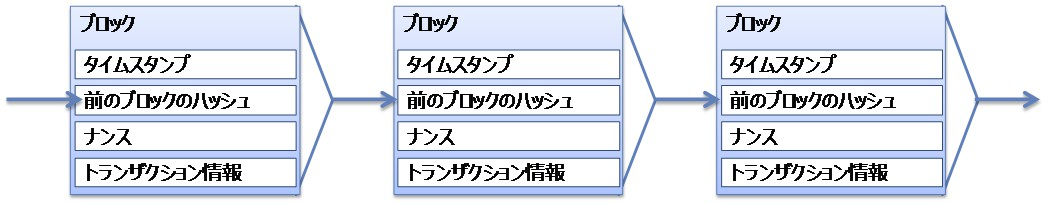 ブロック
タイムスタンプ
前のブロックのハッシュ
ナンス
トランザクション情報
ブロック
タイムスタンプ
前のブロックのハッシュ
ナンス
トランザクション情報
ブロック
タイムスタンプ
前のブロックのハッシュ
ナンス
トランザクション情報